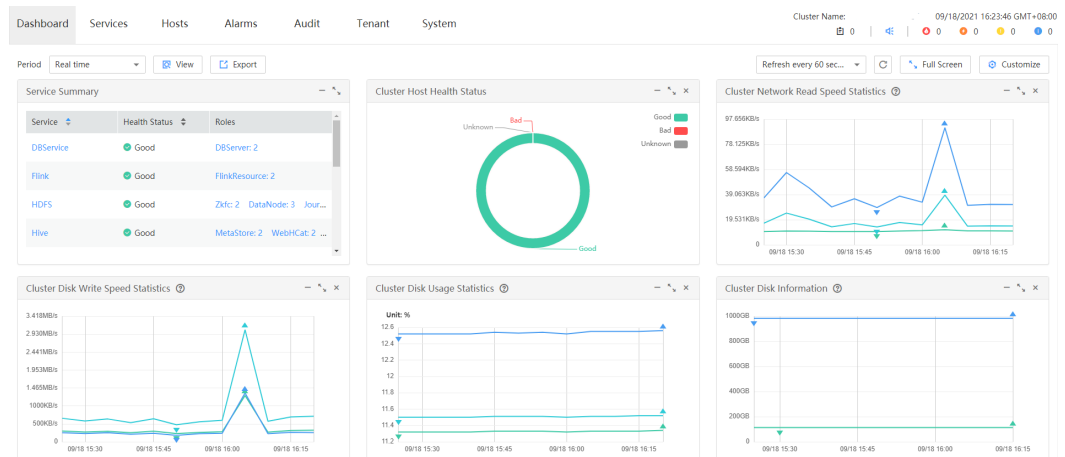 Dashboard Services Hosts Alarms Audit Tenant System
Cluster Name: 09/18/2021 16:23:46 GMT+08:00
0 0 0 0 0
Period Real time View Export Refresh every 60 sec... Full Screen Customize
Service Summary
Service Health Status Roles
DBService Good DBServer: 2
Flink Good FlinkResource: 2
HDFS Good Zkfc: 2 DataNode: 3 Jour...
Hive Good MetaStore: 2 WebHCat: 2 ...
Cluster Host Health Status
Bad
Unknown
Good
Good
Bad
Unknown
Cluster Network Read Speed Statistics
97.656KB/s
78.125KB/s
58.594KB/s
39.063KB/s
19.531KB/s
0
09/18 15:30 09/18 15:45 09/18 16:00 09/18 16:15
Cluster Disk Write Speed Statistics
3.418MB/s
2.930MB/s
2.441MB/s
1.953MB/s
1.465MB/s
1000KB/s
500KB/s
0
09/18 15:30 09/18 15:45 09/18 16:00 09/18 16:15
Cluster Disk Usage Statistics
Unit: %
12.6
12.4
12.2
12
11.8
11.6
11.4
11.2
09/18 15:30 09/18 15:45 09/18 16:00 09/18 16:15
Cluster Disk Information
1000GB
800GB
600GB
400GB
200GB
0
09/18 15:30 09/18 15:45 09/18 16:00 09/18 16:15